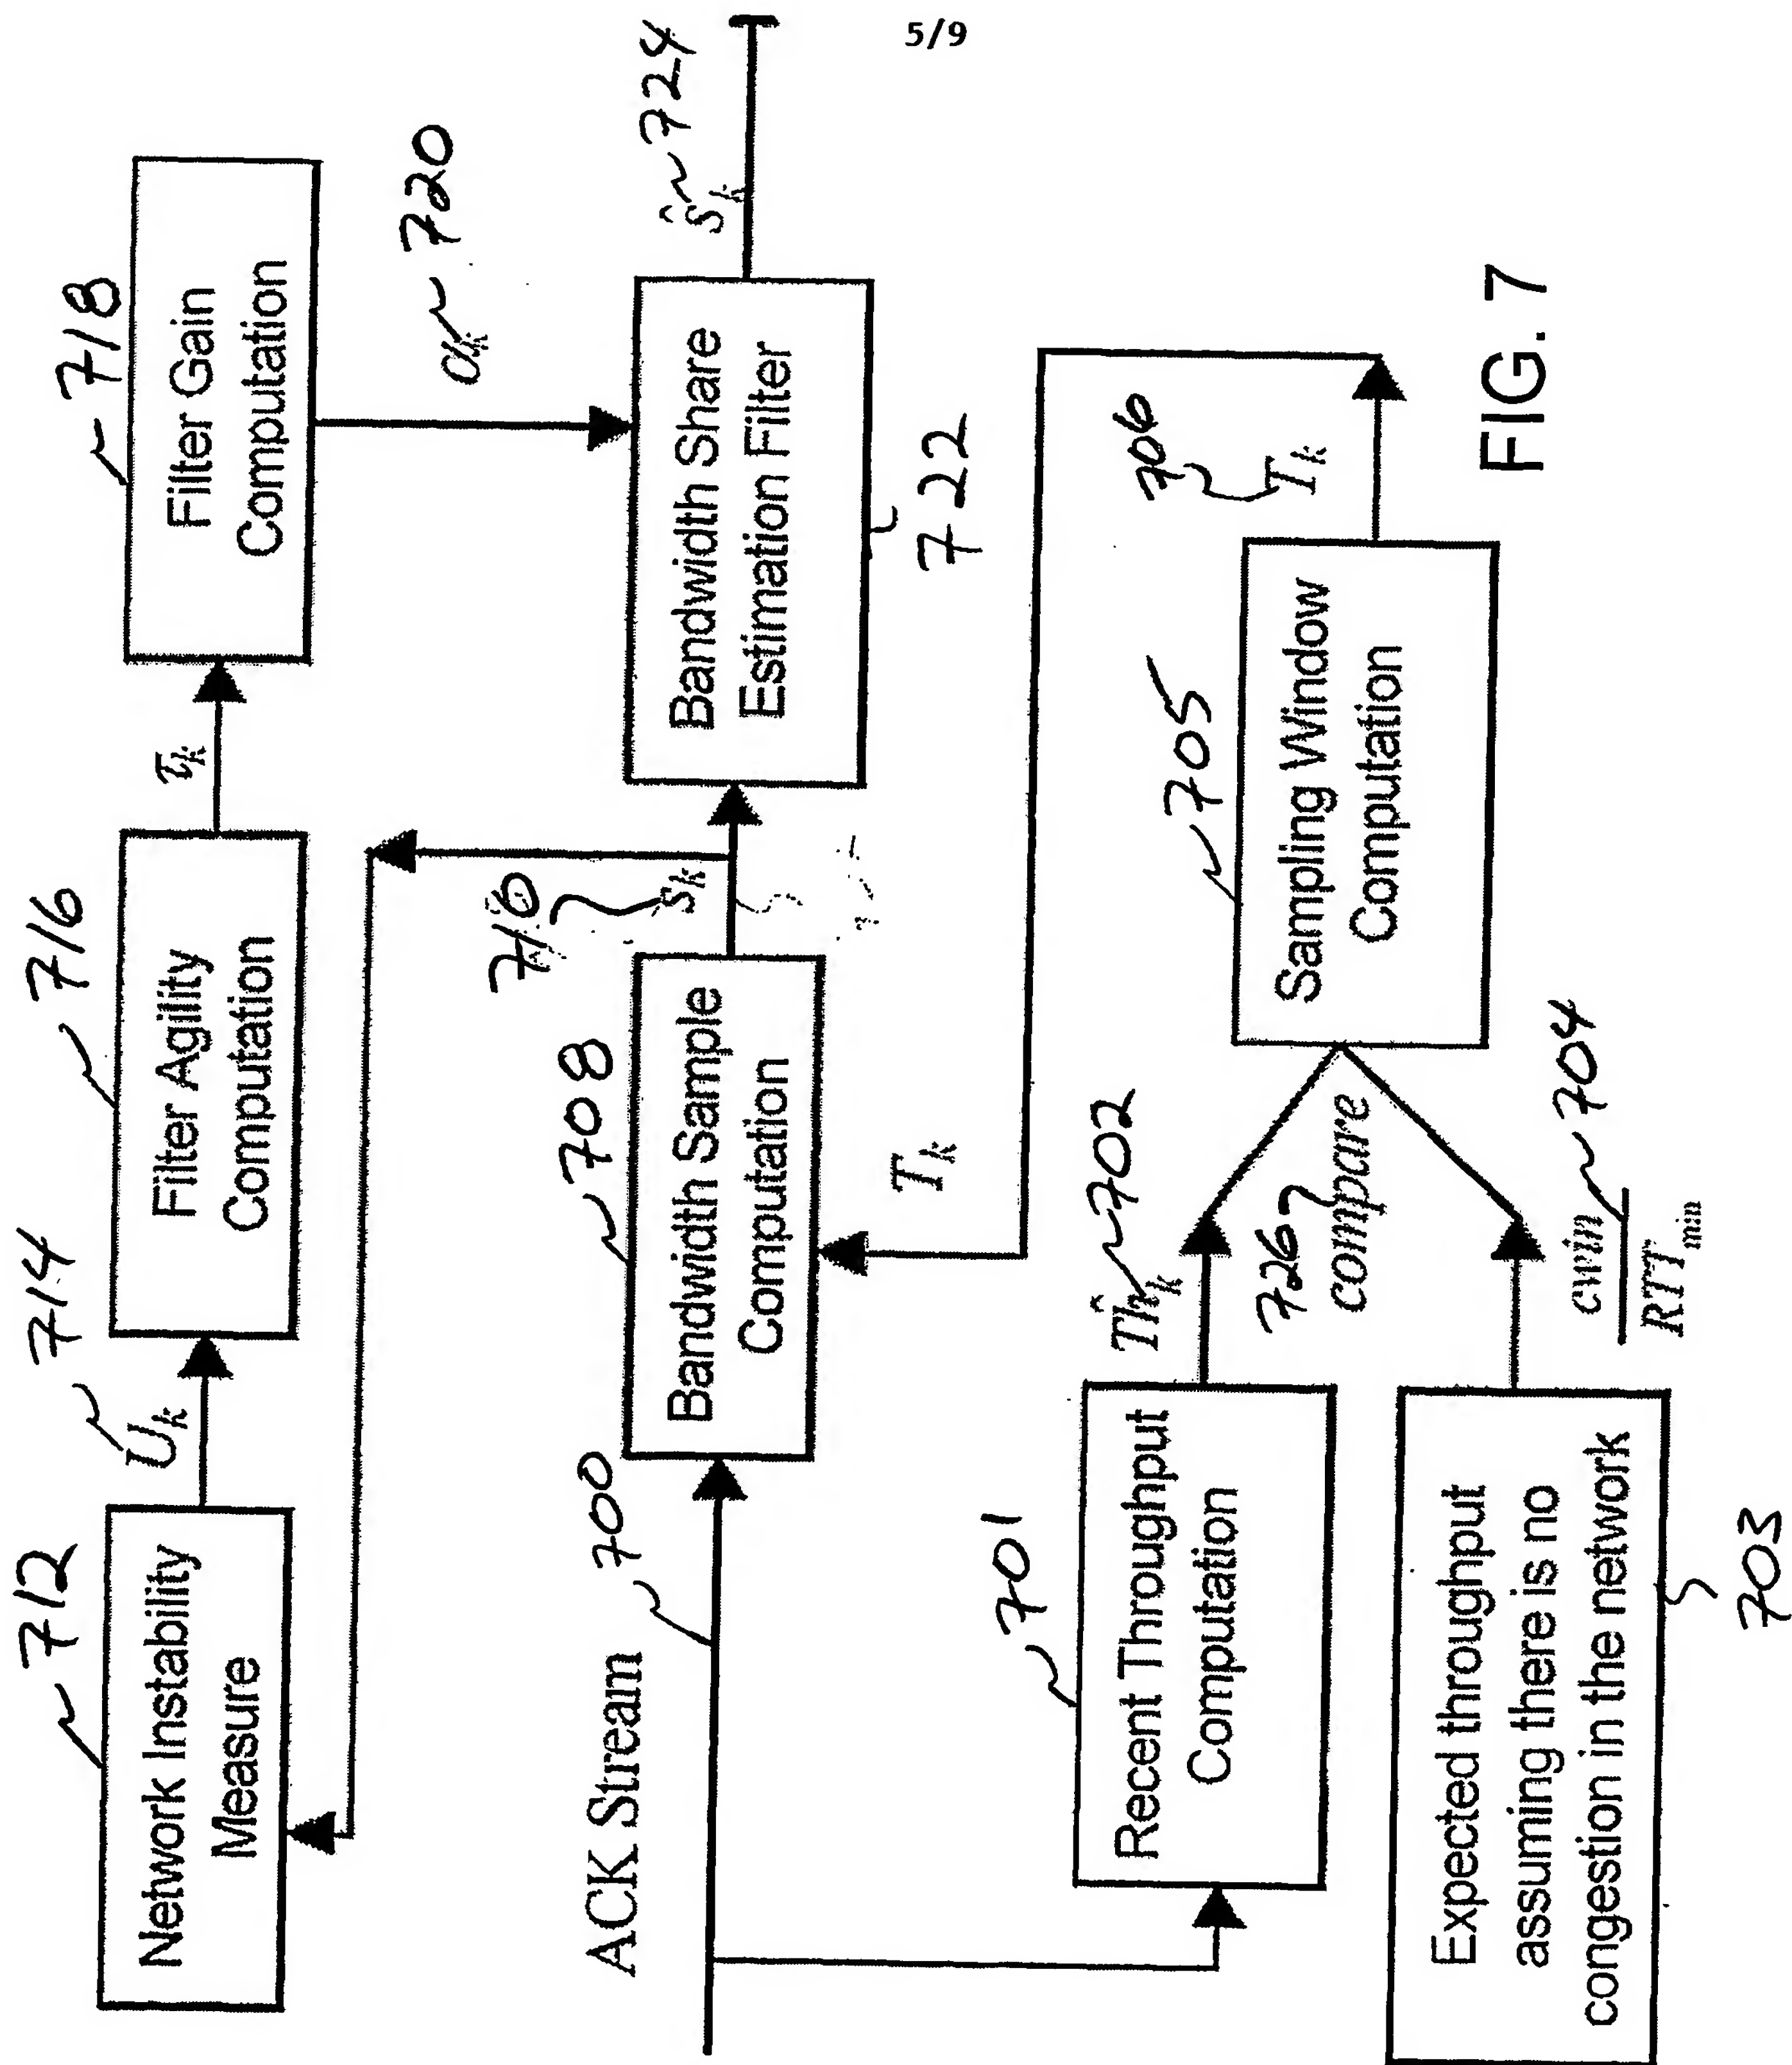 5/9
712
Network Instability
Measure
714
U_k
716
Filter Agility
Computation
τ_k
718
Filter Gain
Computation
α_k 720
ACK Stream
700
708
Bandwidth Sample
Computation
s_k
Bandwidth Share
Estimation Filter
722
ŝ_k 724
T_k
701
Recent Throughput
Computation
T̂h_k 702
726
compare
Expected throughput
assuming there is no
congestion in the network
703
cwin 704
RTT_min
705
Sampling Window
Computation
706
T_k
FIG. 7